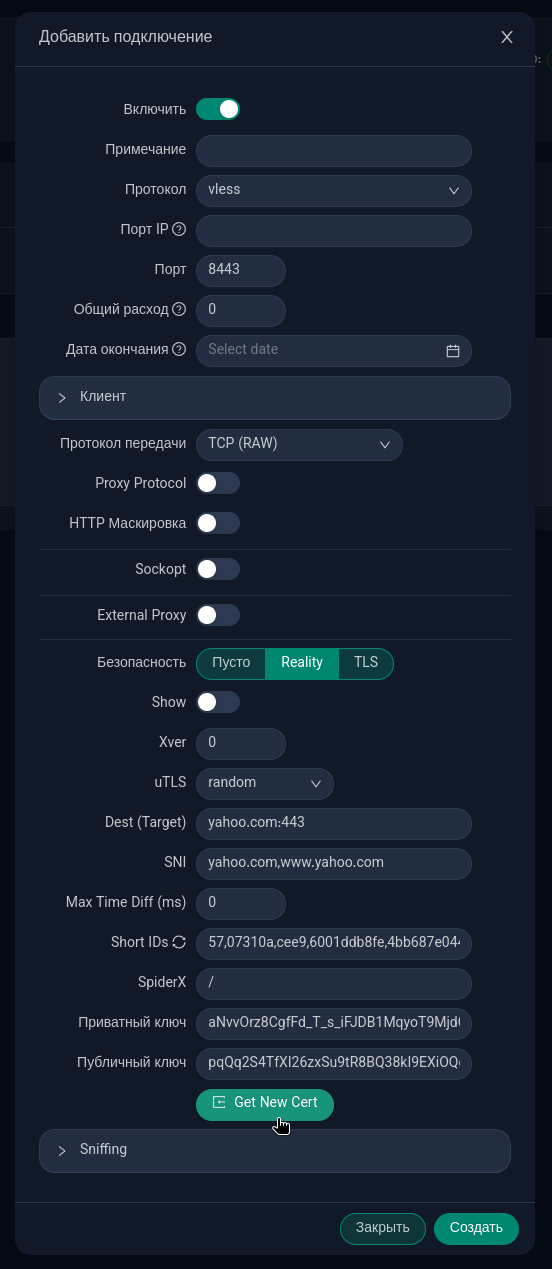 Добавить подключение
Включить
Примечание
Протокол vless
Порт IP
Порт 8443
Общий расход 0
Дата окончания Select date
Клиент
Протокол передачи TCP (RAW)
Proxy Protocol
HTTP Маскировка
Sockopt
External Proxy
Безопасность Пусто Reality TLS
Show
Xver 0
uTLS random
Dest (Target) yahoo.com:443
SNI yahoo.com,www.yahoo.com
Max Time Diff (ms) 0
Short IDs 57,07310a,cee9,6001ddb8fe,4bb687e04
SpiderX /
Приватный ключ aNvvOrz8CgfFd_T_s_iFJDB1MqyoT9Mjd
Публичный ключ pqQq2S4TfXI26zxSu9tR8BQ38kI9EXiOQ
Get New Cert
Sniffing
Закрыть Создать